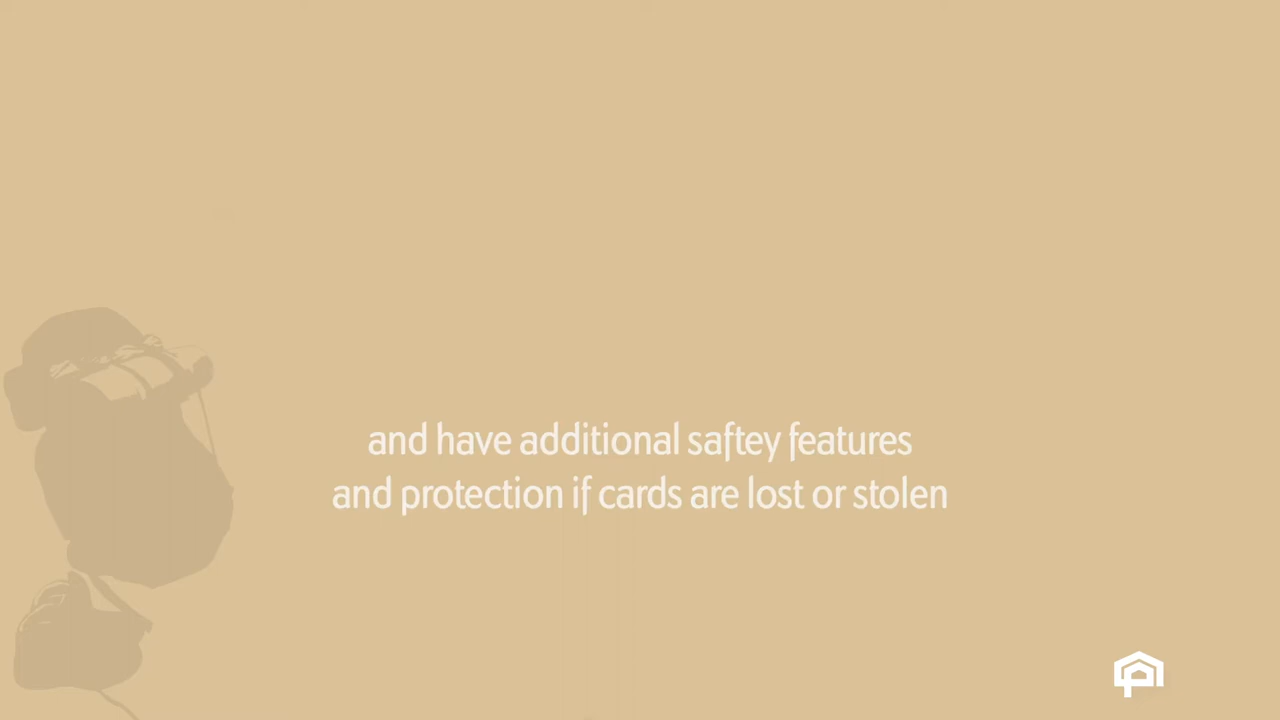 and have additional saftey features
and protection if cards are lost or stolen